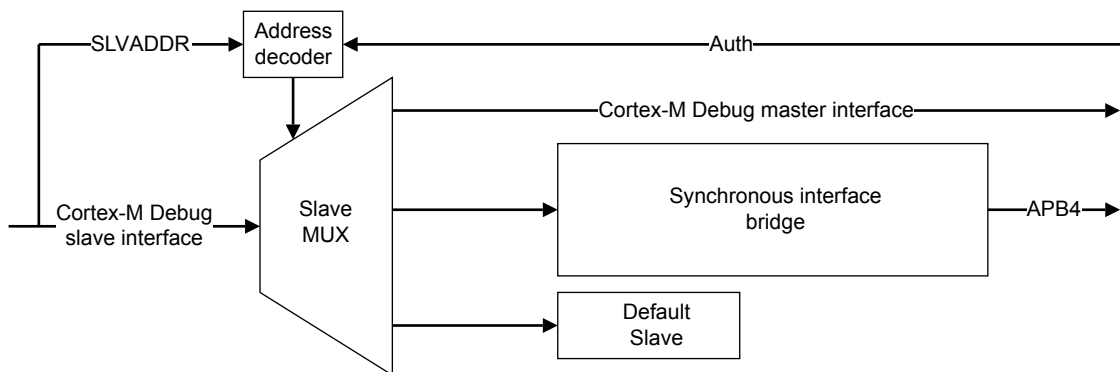 SLVADDR
Address
decoder
Auth
Cortex-M Debug master interface
Cortex-M Debug
slave interface
Slave
MUX
Synchronous interface
bridge
APB4
Default
Slave